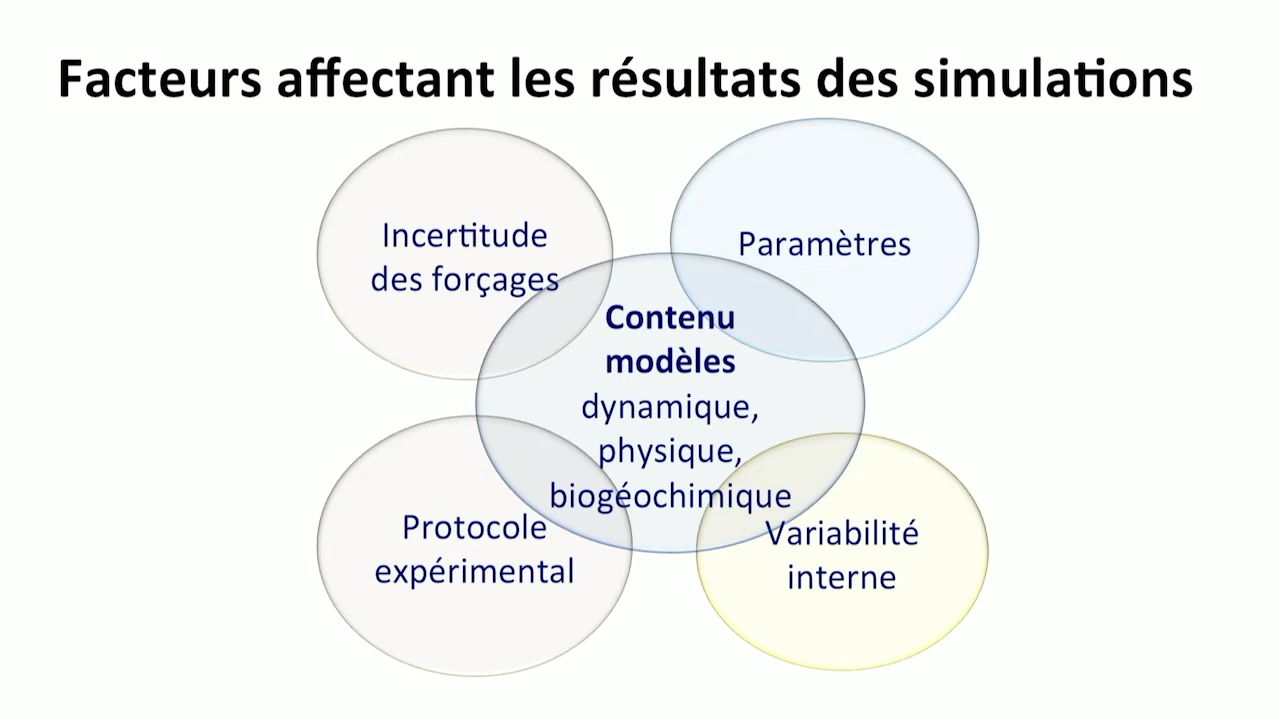 Facteurs affectant les résultats des simulations
Incertitude
des forçages
Paramètres
Contenu
modèles
dynamique,
physique,
biogéochimique
Protocole
expérimental
Variabilité
interne